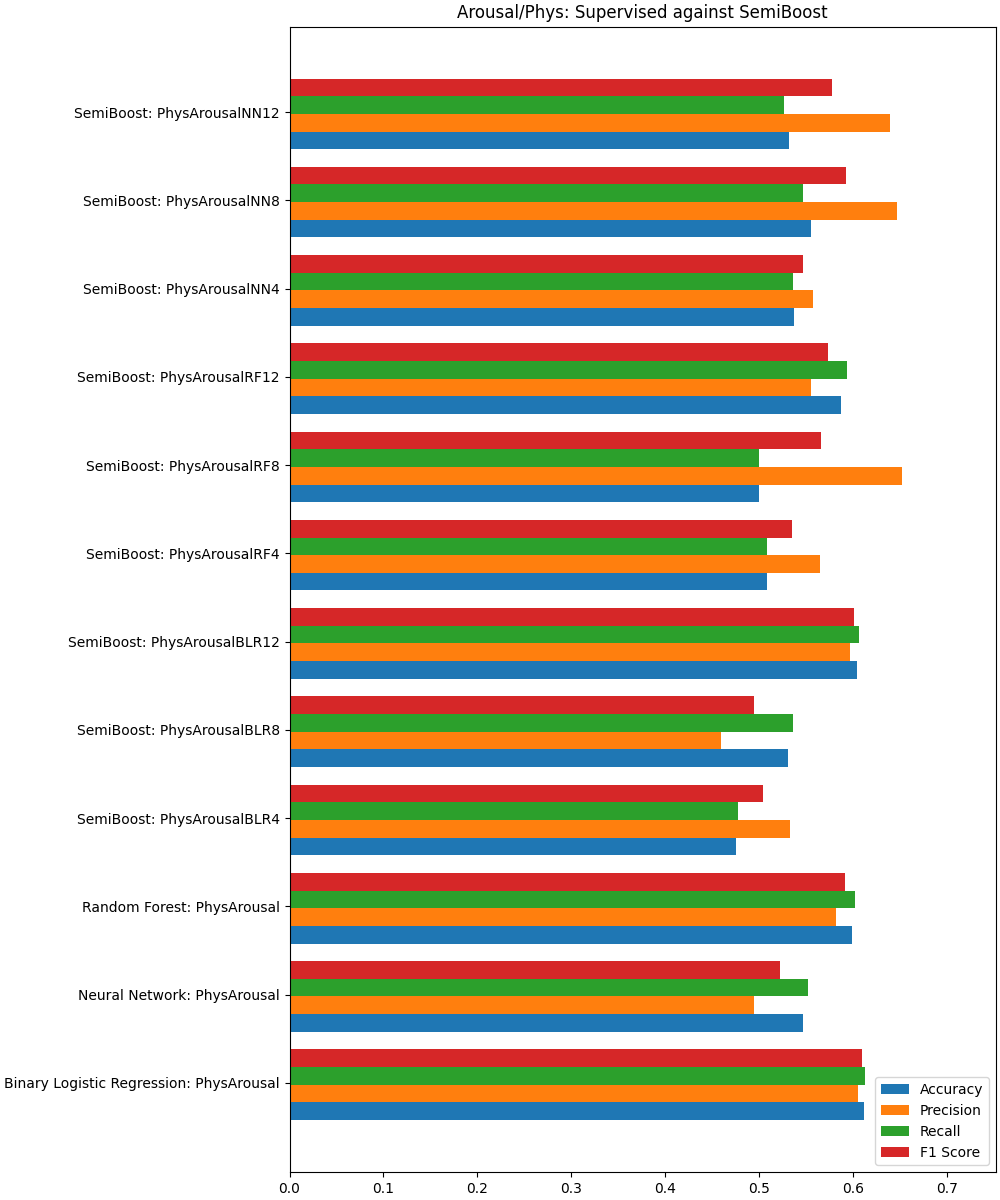 Arousal/Phys: Supervised against SemiBoost
SemiBoost: PhysArousalNN12
SemiBoost: PhysArousalNN8
SemiBoost: PhysArousalNN4
SemiBoost: PhysArousalRF12
SemiBoost: PhysArousalRF8
SemiBoost: PhysArousalRF4
SemiBoost: PhysArousalBLR12
SemiBoost: PhysArousalBLR8
SemiBoost: PhysArousalBLR4
Random Forest: PhysArousal
Neural Network: PhysArousal
Binary Logistic Regression: PhysArousal
Accuracy
Precision
Recall
F1 Score
0.0 0.1 0.2 0.3 0.4 0.5 0.6 0.7